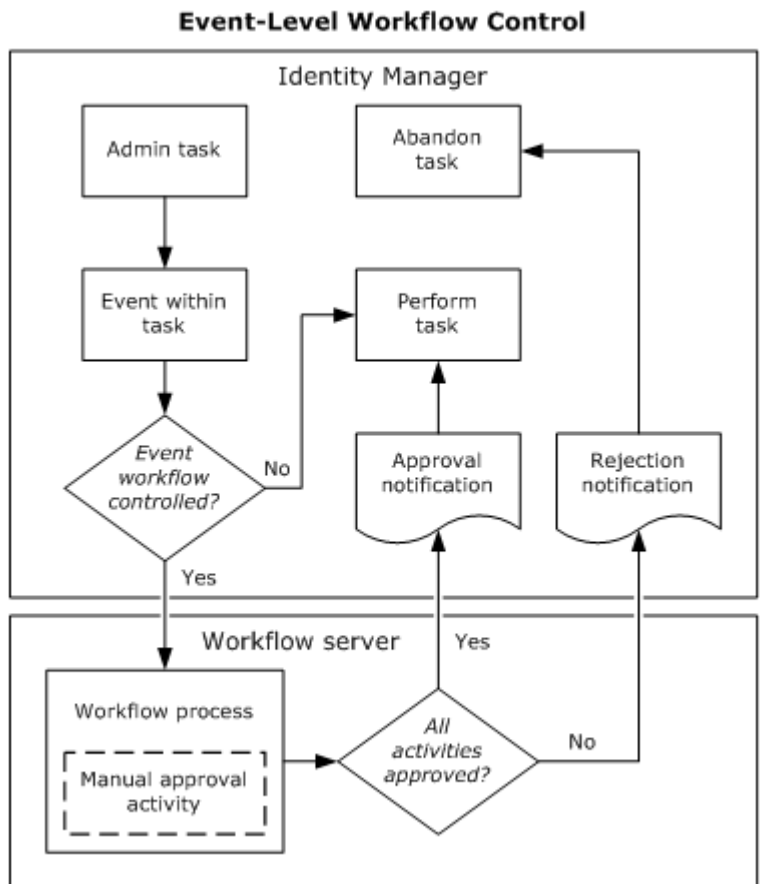 Event-Level Workflow Control
Identity Manager
Admin task
Abandon
task
Event within
task
Perform
task
Event
workflow
controlled?
No
Approval
notification
Rejection
notification
Yes
Workflow server
Yes
Workflow process
Manual approval
activity
All
activities
approved?
No